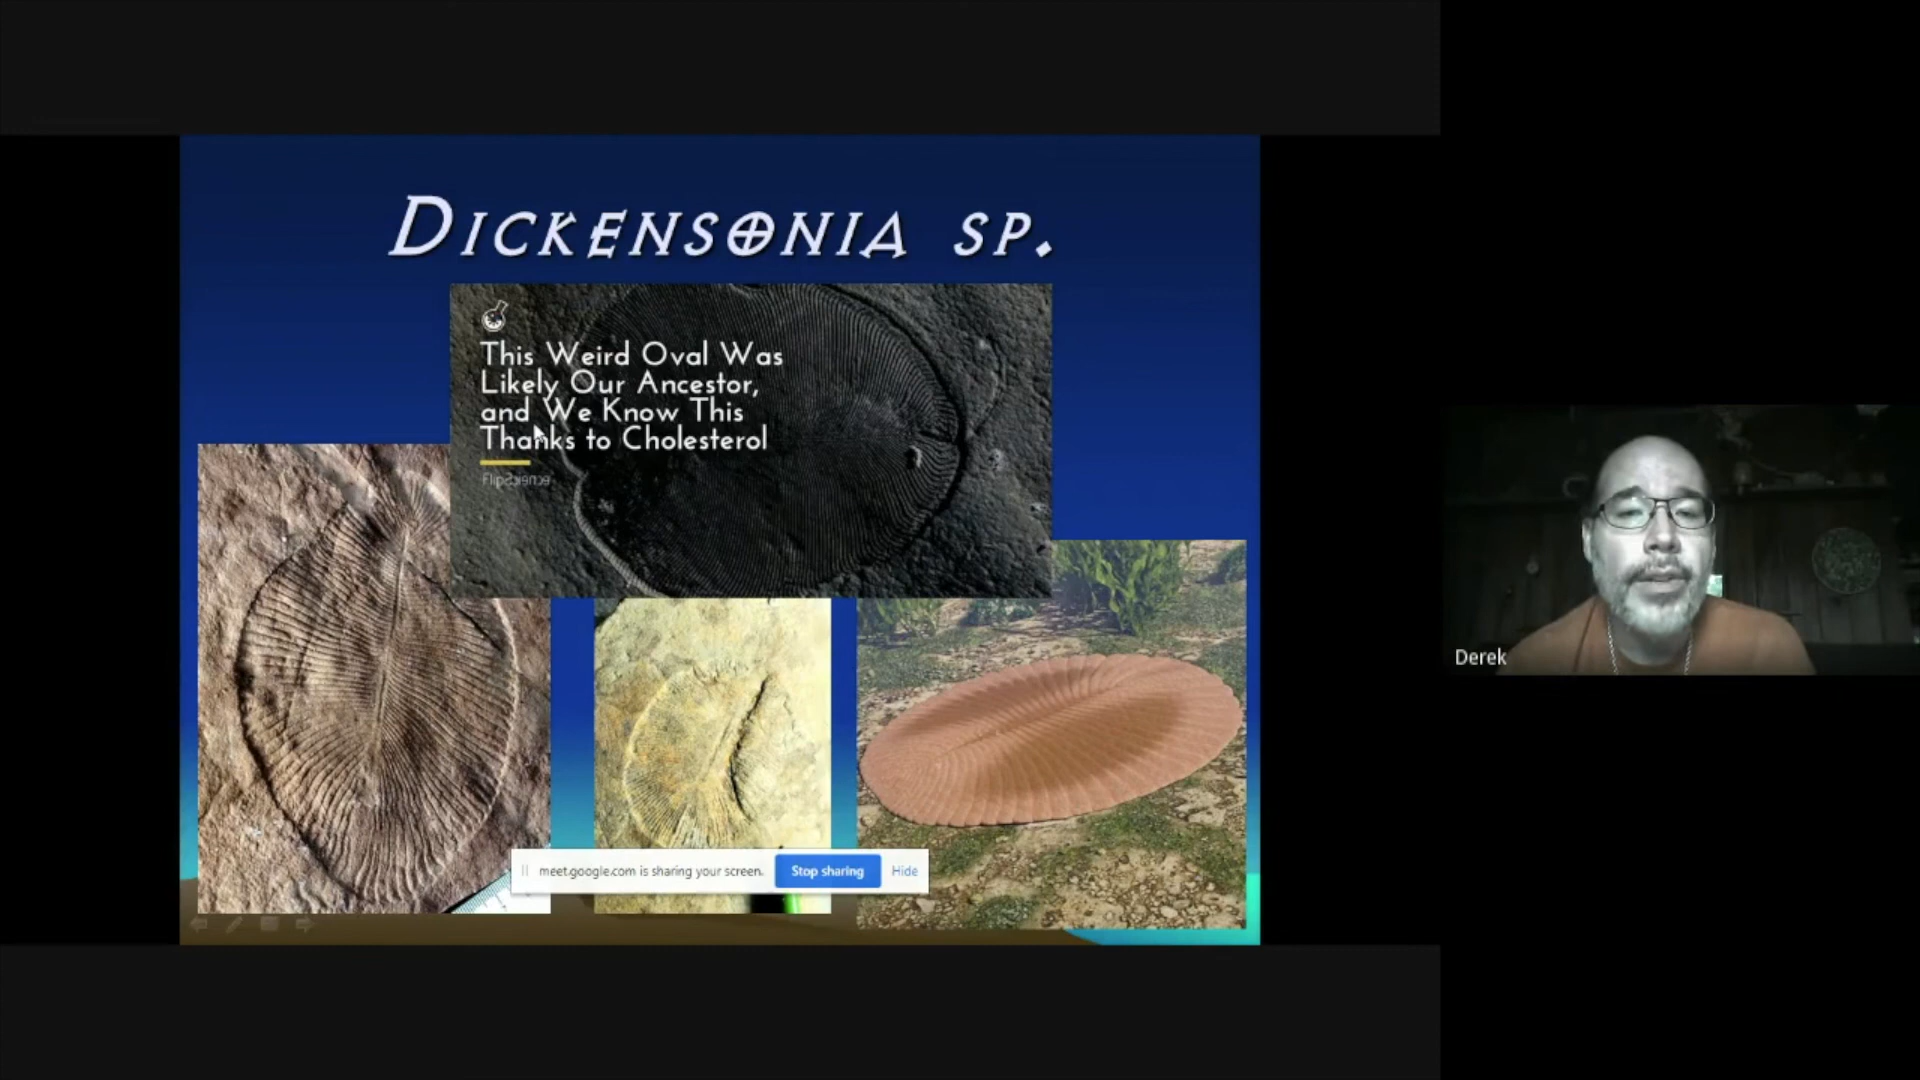 DICKENSONIA SP.
This Weird Oval Was
Likely Our Ancestor,
and We Know This
Thanks to Cholesterol
FlipScience
meet.google.com is sharing your screen. Stop sharing Hide
Derek